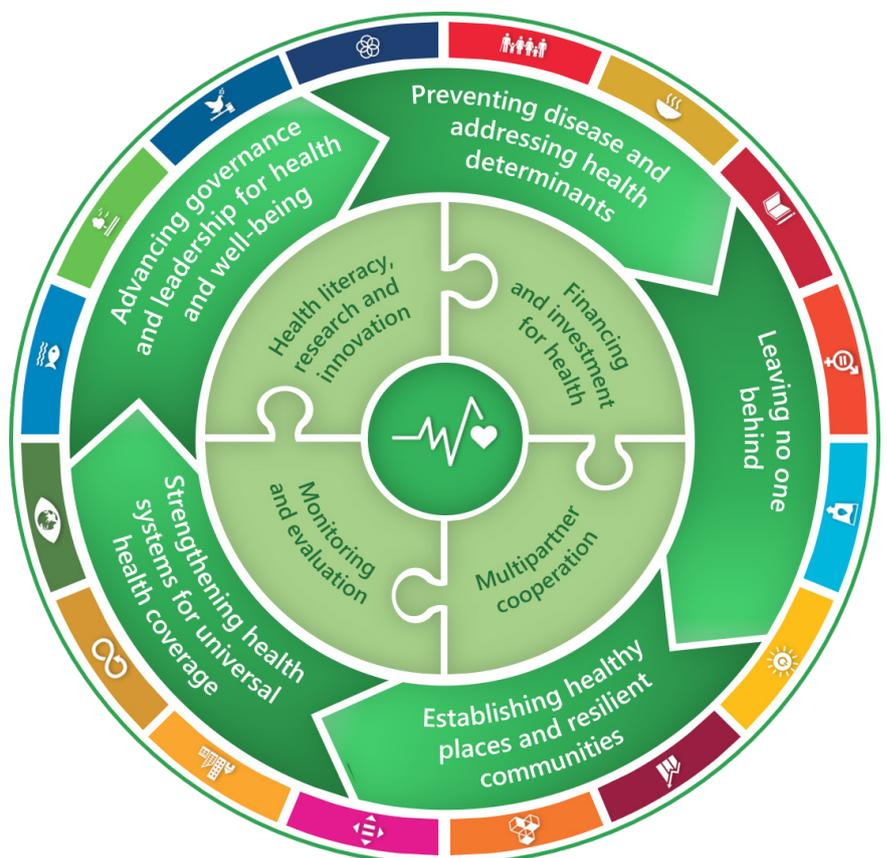 Preventing disease and
addressing health
determinants
Leaving no one
behind
Establishing healthy
places and resilient
communities
Strengthening health
systems for universal
health coverage
Advancing governance
and leadership for health
and well-being
Health literacy,
research and
innovation
Financing
and investment
for health
Multipartner
cooperation
Monitoring
and evaluation